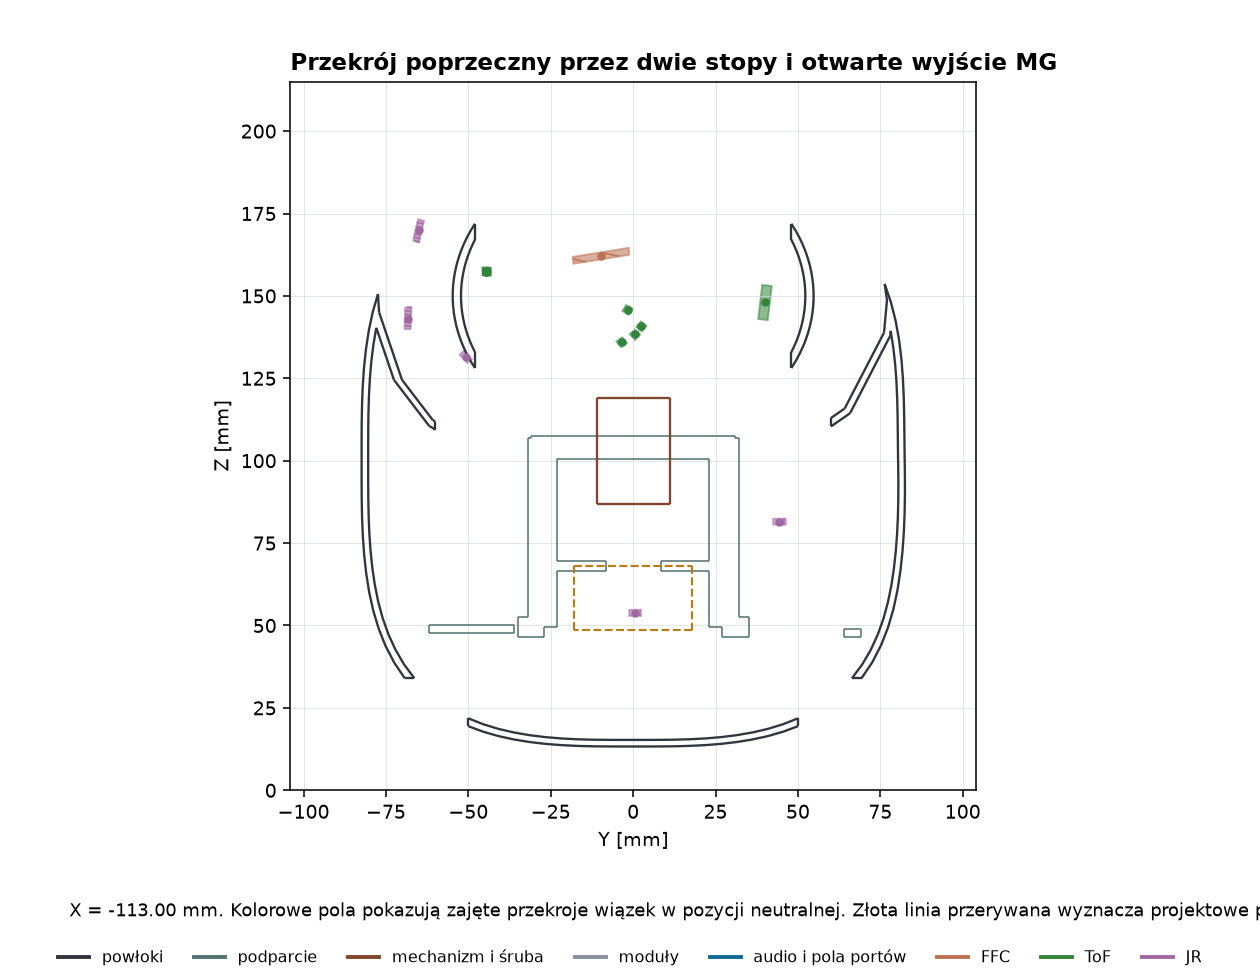 Przekrój poprzeczny przez dwie stopy i otwarte wyjście MG
200
175
150
125
100
75
50
25
0
Z [mm]
−100 −75 −50 −25 0 25 50 75 100
Y [mm]
X = -113.00 mm. Kolorowe pola pokazują zajęte przekroje wiązek w pozycji neutralnej. Złota linia przerywana wyznacza projektowe
powłoki podparcie mechanizm i śruba moduły audio i pola portów FFC ToF JR